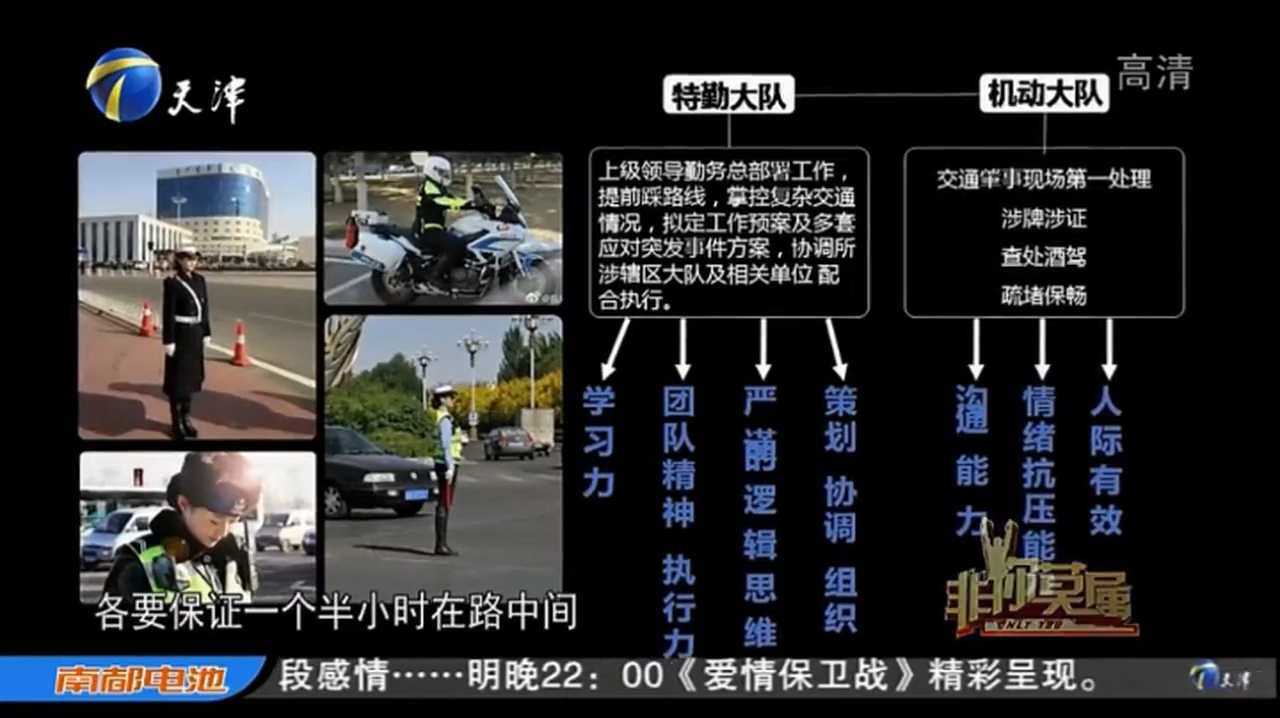 天津
高清
特勤大队
机动大队
上级领导勤务总部署工作，
提前踩路线，掌控复杂交通
情况，拟定工作预案及多套
应对突发事件方案，协调所
涉辖区大队及相关单位 配
合执行。
交通肇事现场第一处理
涉牌涉证
查处酒驾
疏堵保畅
学习力
团队精神 执行力
严谨的 逻辑思维
策划 协调 组织
沟通 能力
情绪抗压能
人际有效
非你莫属
ONLY YOU
各要保证一个半小时在路中间
南都电池
段感情……明晚22：00《爱情保卫战》精彩呈现。
天津